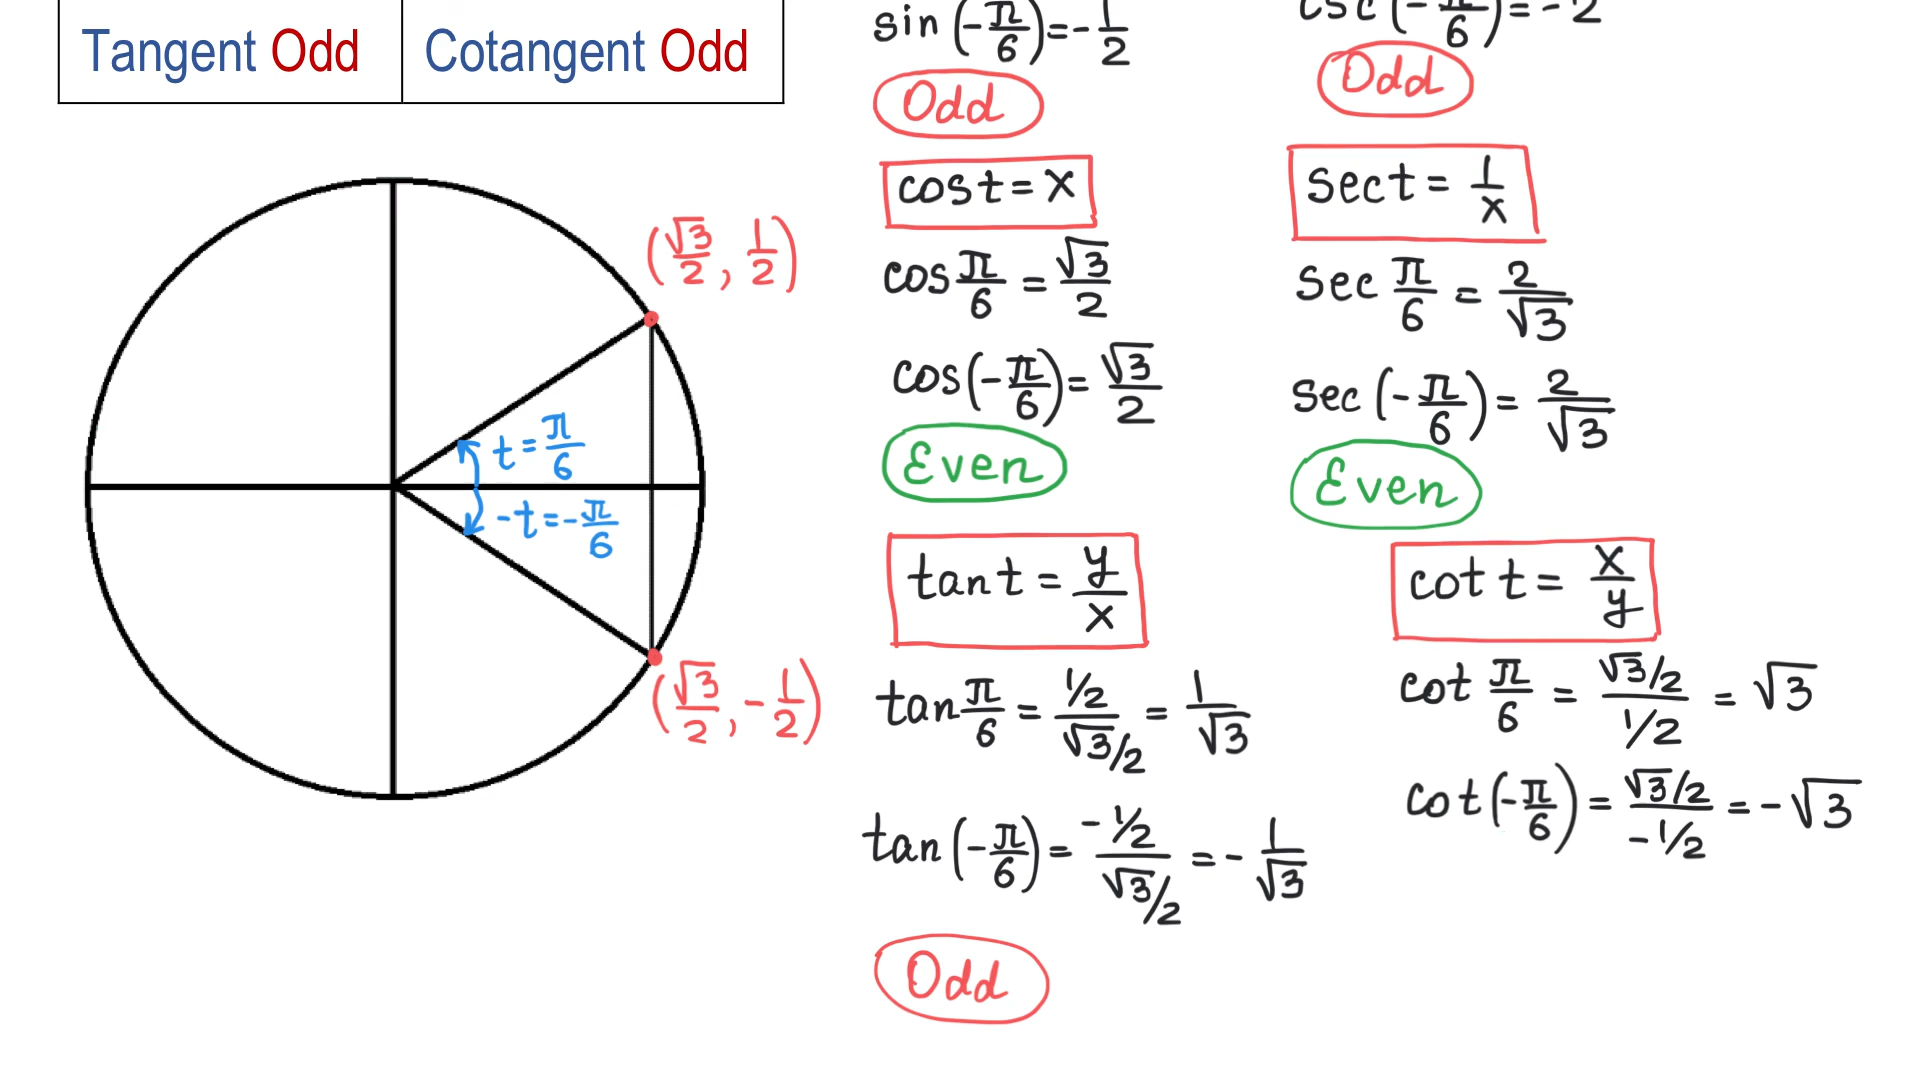 Tangent Odd
Cotangent Odd
(√3/2, 1/2)
t = π/6
-t = -π/6
(√3/2, -1/2)
sin (-π/6) = -1/2
Odd
cos t = x
cos π/6 = √3/2
cos (-π/6) = √3/2
Even
tan t = y/x
tan π/6 = (1/2)/(√3/2) = 1/√3
tan (-π/6) = (-1/2)/(√3/2) = - 1/√3
Odd
csc (-π/6) = -2
Odd
sec t = 1/x
sec π/6 = 2/√3
sec (-π/6) = 2/√3
Even
cot t = x/y
cot π/6 = (√3/2)/(1/2) = √3
cot (-π/6) = (√3/2)/(-1/2) = -√3